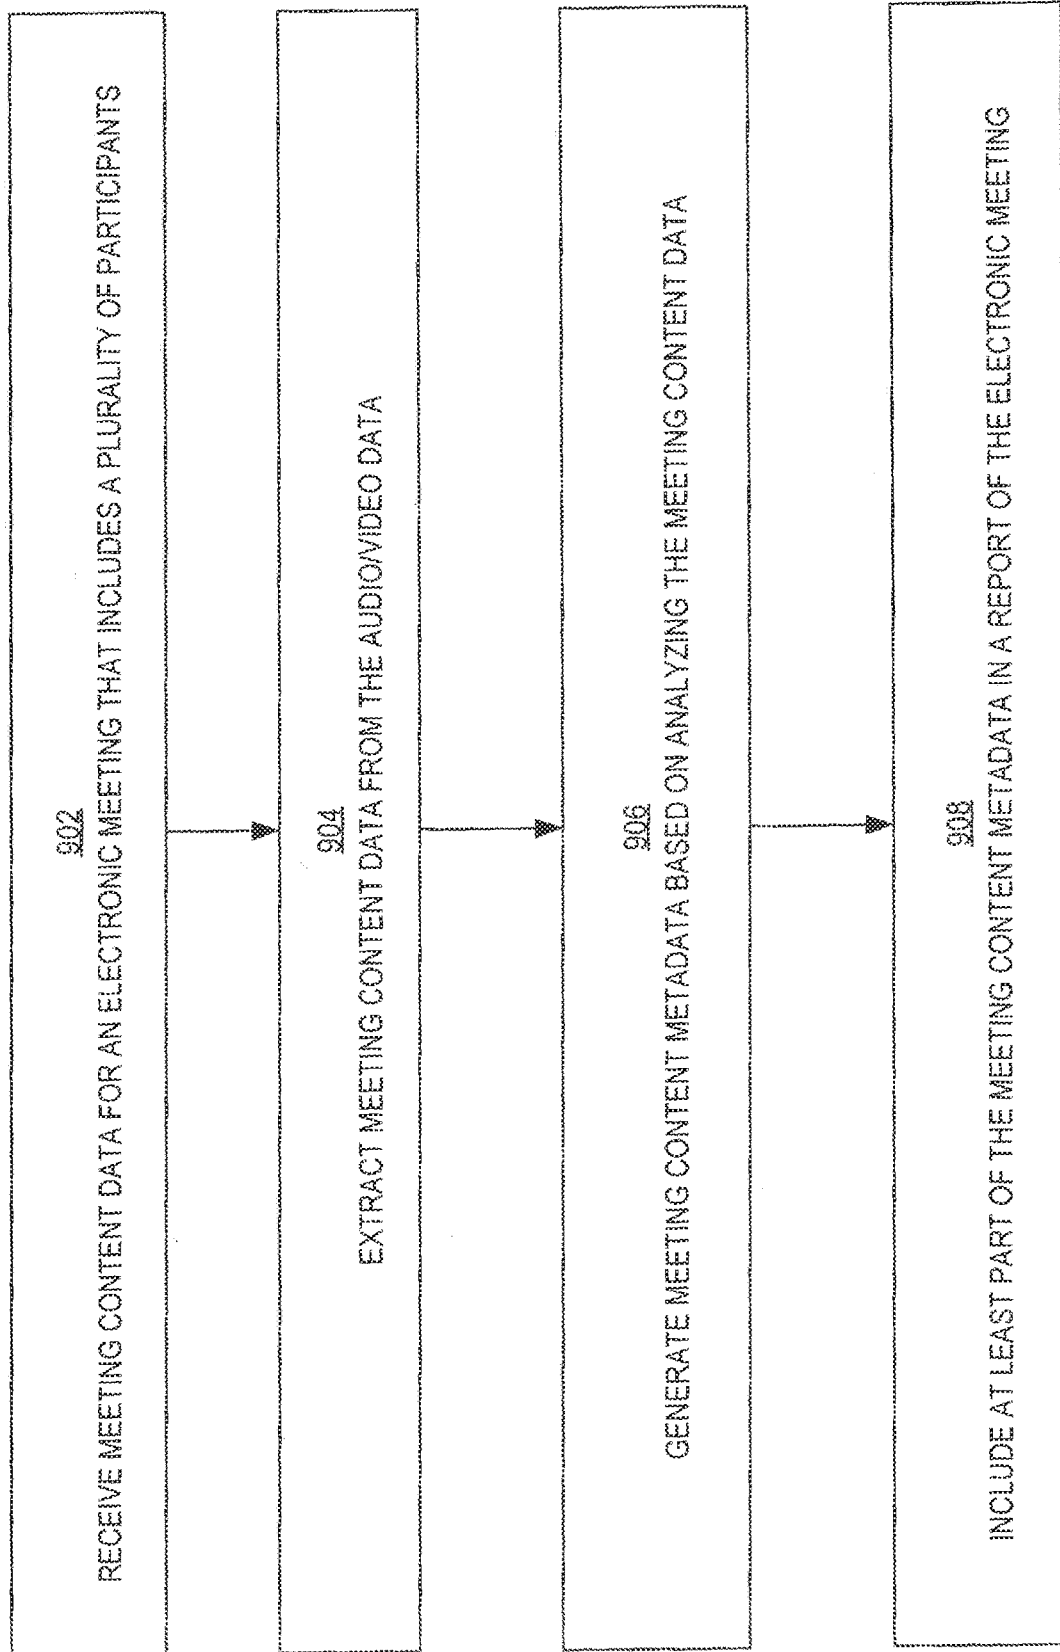 902
RECEIVE MEETING CONTENT DATA FOR AN ELECTRONIC MEETING THAT INCLUDES A PLURALITY OF PARTICIPANTS
904
EXTRACT MEETING CONTENT DATA FROM THE AUDIO/VIDEO DATA
906
GENERATE MEETING CONTENT METADATA BASED ON ANALYZING THE MEETING CONTENT DATA
908
INCLUDE AT LEAST PART OF THE MEETING CONTENT METADATA IN A REPORT OF THE ELECTRONIC MEETING